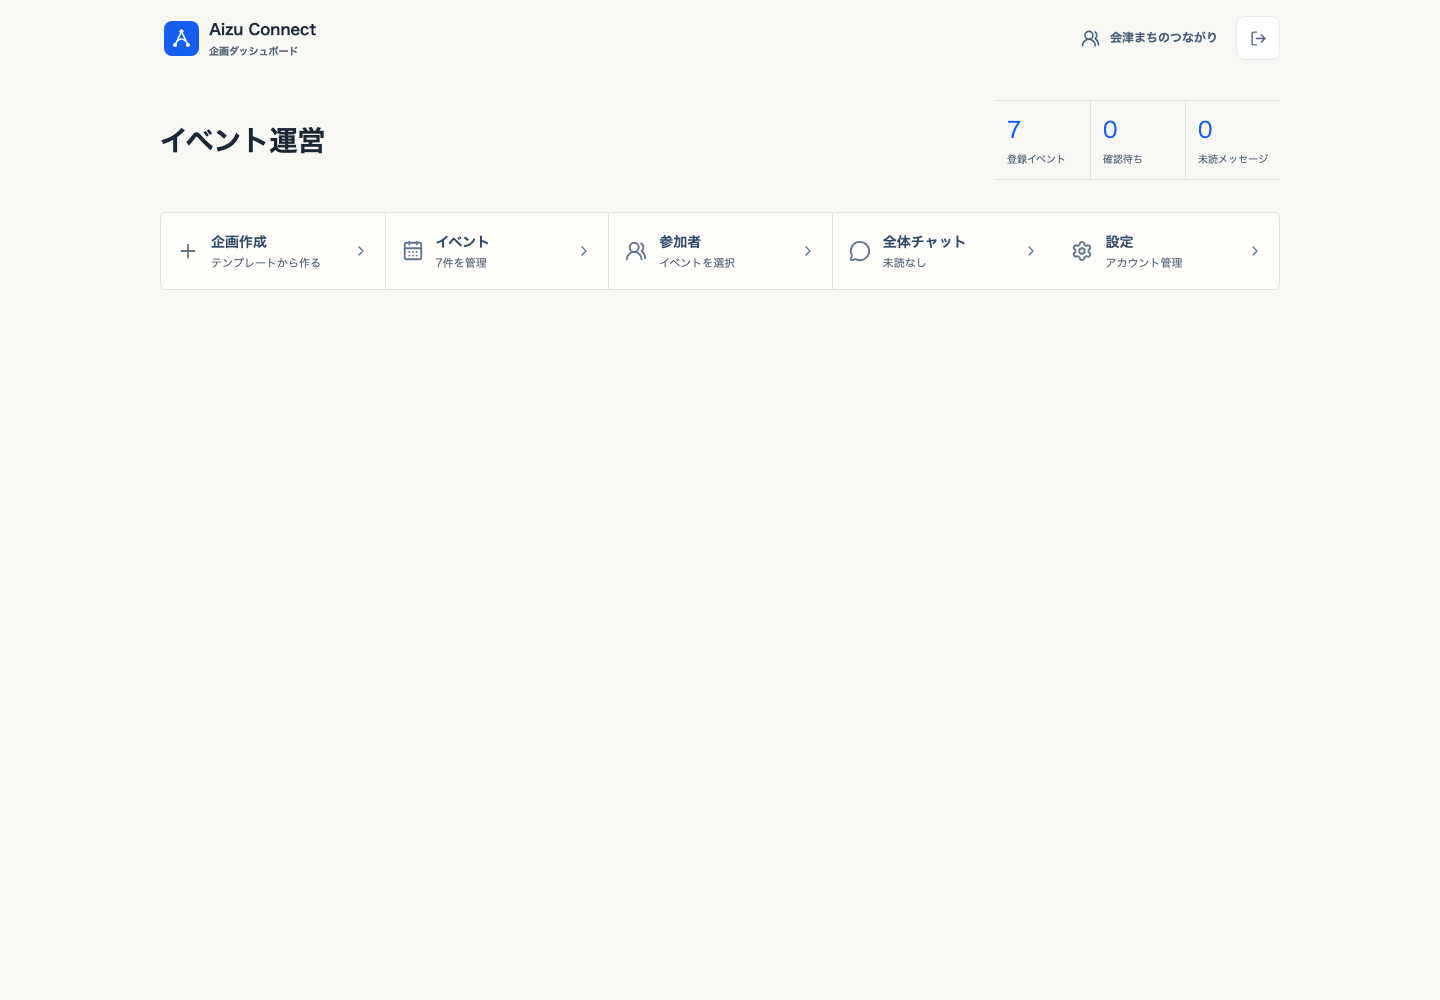 Aizu Connect
企画ダッシュボード
会津まちのつながり
イベント運営
7
登録イベント
0
確認待ち
0
未読メッセージ
企画作成
テンプレートから作る
イベント
7件を管理
参加者
イベントを選択
全体チャット
未読なし
設定
アカウント管理